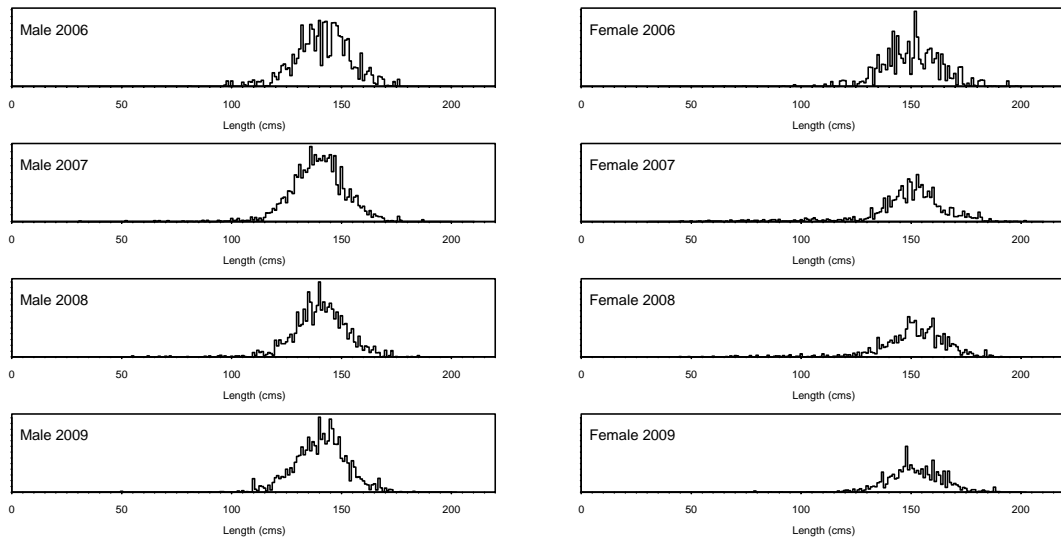 Male 2006
0 50 100 150 200
Length (cms)
Female 2006
0 50 100 150 200
Length (cms)
Male 2007
0 50 100 150 200
Length (cms)
Female 2007
0 50 100 150 200
Length (cms)
Male 2008
0 50 100 150 200
Length (cms)
Female 2008
0 50 100 150 200
Length (cms)
Male 2009
0 50 100 150 200
Length (cms)
Female 2009
0 50 100 150 200
Length (cms)